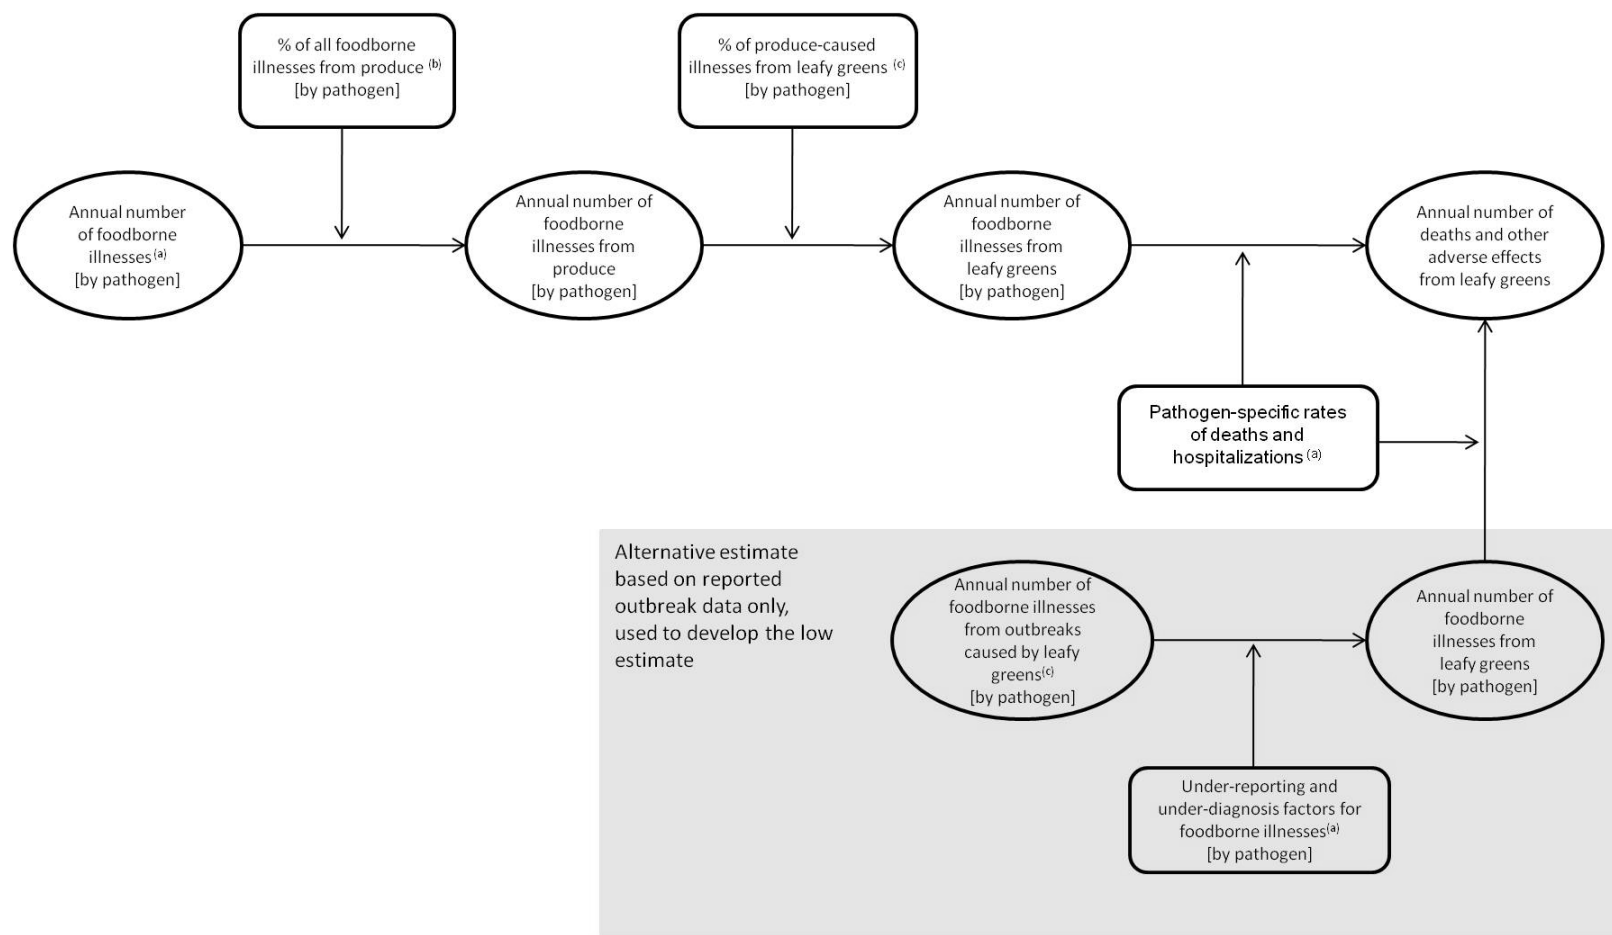 % of all foodborne
illnesses from produce (b)
[by pathogen]
% of produce-caused
illnesses from leafy greens (c)
[by pathogen]
Annual number
of foodborne
illnesses(a)
[by pathogen]
Annual number of
foodborne
illnesses from
produce
[by pathogen]
Annual number of
foodborne
illnesses from
leafy greens
[by pathogen]
Annual number of
deaths and other
adverse effects
from leafy greens
Pathogen-specific rates
of deaths and
hospitalizations (a)
Alternative estimate
based on reported
outbreak data only,
used to develop the low
estimate
Annual number of
foodborne illnesses
from outbreaks
caused by leafy
greens(c)
[by pathogen]
Annual number of
foodborne
illnesses from
leafy greens
[by pathogen]
Under-reporting and
under-diagnosis factors for
foodborne illnesses(a)
[by pathogen]